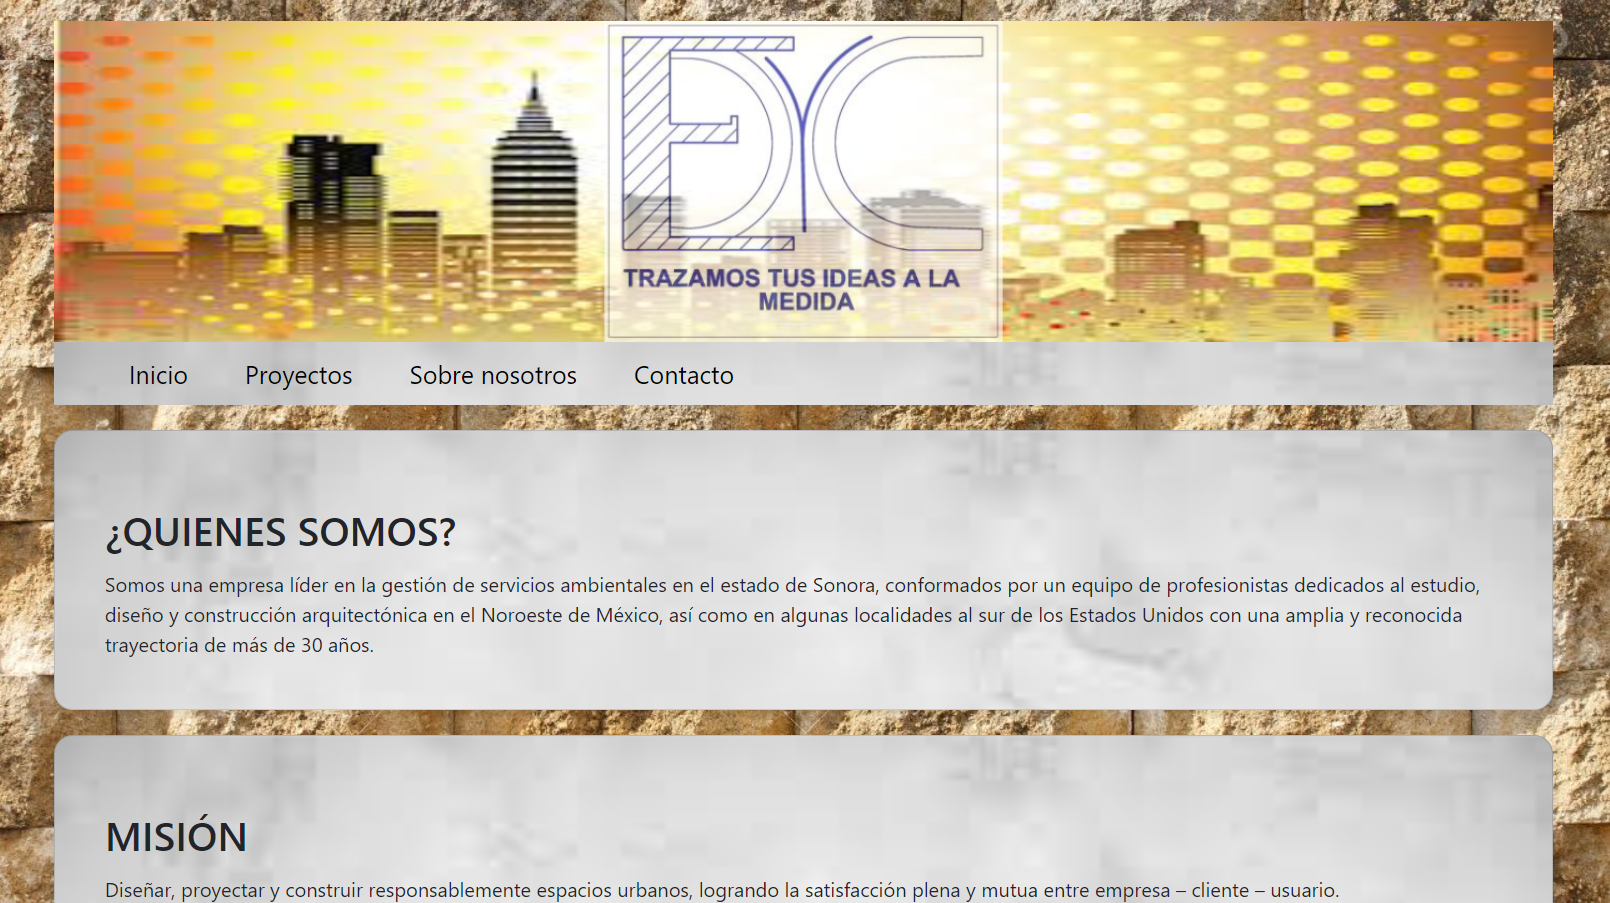 EYC
TRAZAMOS TUS IDEAS A LA
MEDIDA
Inicio Proyectos Sobre nosotros Contacto
¿QUIENES SOMOS?
Somos una empresa líder en la gestión de servicios ambientales en el estado de Sonora, conformados por un equipo de profesionistas dedicados al estudio,
diseño y construcción arquitectónica en el Noroeste de México, así como en algunas localidades al sur de los Estados Unidos con una amplia y reconocida
trayectoria de más de 30 años.
MISIÓN
Diseñar, proyectar y construir responsablemente espacios urbanos, logrando la satisfacción plena y mutua entre empresa – cliente – usuario.